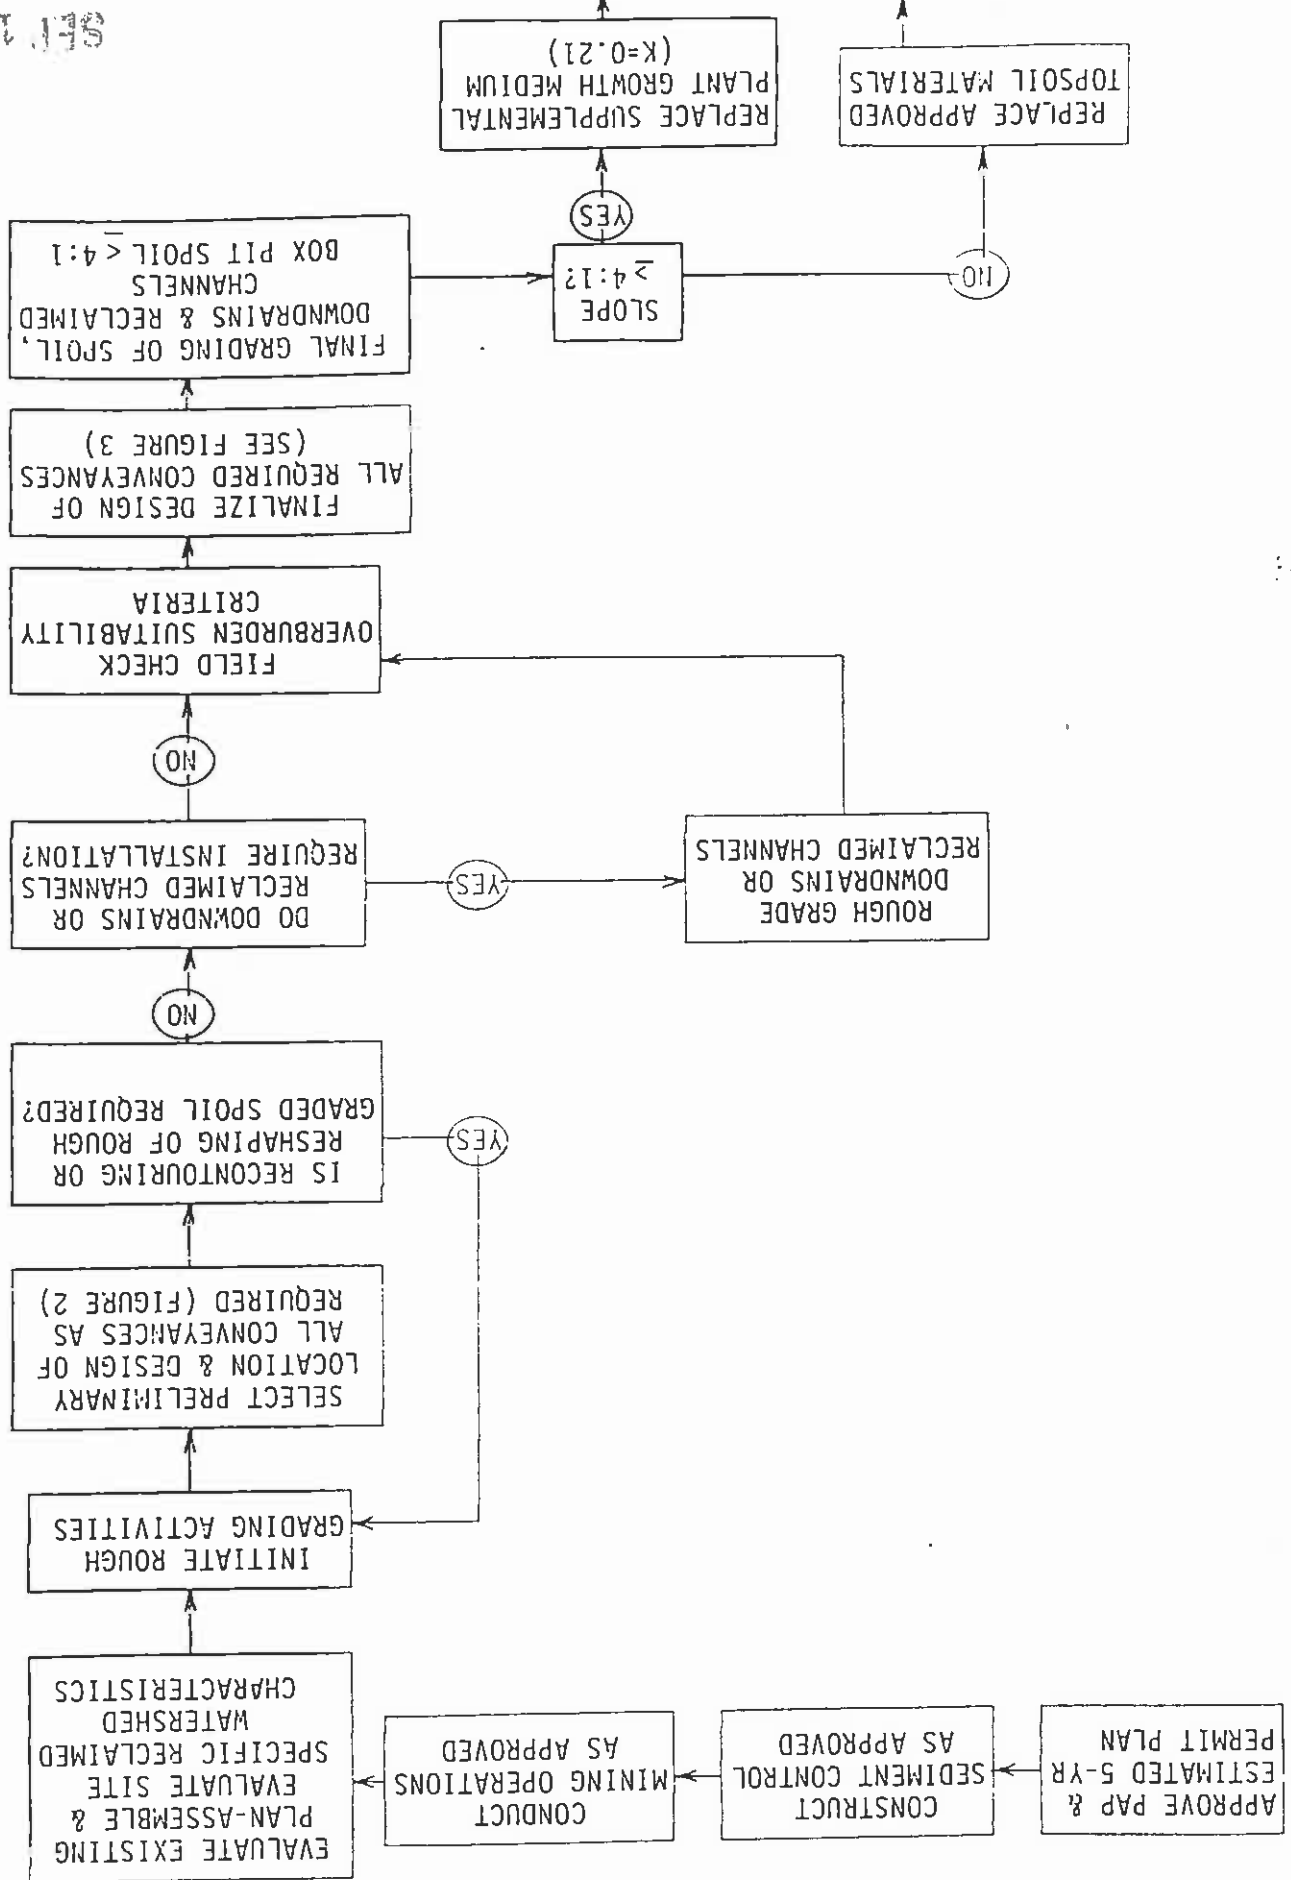 APPROVE PAP &
ESTIMATED 5-YR
PERMIT PLAN
CONSTRUCT
SEDIMENT CONTROL
AS APPROVED
CONDUCT
MINING OPERATIONS
AS APPROVED
EVALUATE EXISTING
PLAN-ASSEMBLE &
EVALUATE SITE
SPECIFIC RECLAIMED
WATERSHED
CHARACTERISTICS
INITIATE ROUGH
GRADING ACTIVITIES
SELECT PRELIMINARY
LOCATION & DESIGN OF
ALL CONVEYANCES AS
REQUIRED (FIGURE 2)
IS RECONTOURING OR
RESHAPING OF ROUGH
GRADED SPOIL REQUIRED?
YES
NO
DO DOWNDRAINS OR
RECLAIMED CHANNELS
REQUIRE INSTALLATION?
YES
ROUGH GRADE
DOWNDRAINS OR
RECLAIMED CHANNELS
NO
FIELD CHECK
OVERBURDEN SUITABILITY
CRITERIA
FINALIZE DESIGN OF
ALL REQUIRED CONVEYANCES
(SEE FIGURE 3)
FINAL GRADING OF SPOIL,
DOWNDRAINS & RECLAIMED
CHANNELS
BOX PIT SPOIL ≤ 4:1
SLOPE
≥ 4:1?
NO
YES
REPLACE APPROVED
TOPSOIL MATERIALS
REPLACE SUPPLEMENTAL
PLANT GROWTH MEDIUM
(K=0.21)
SEP 1